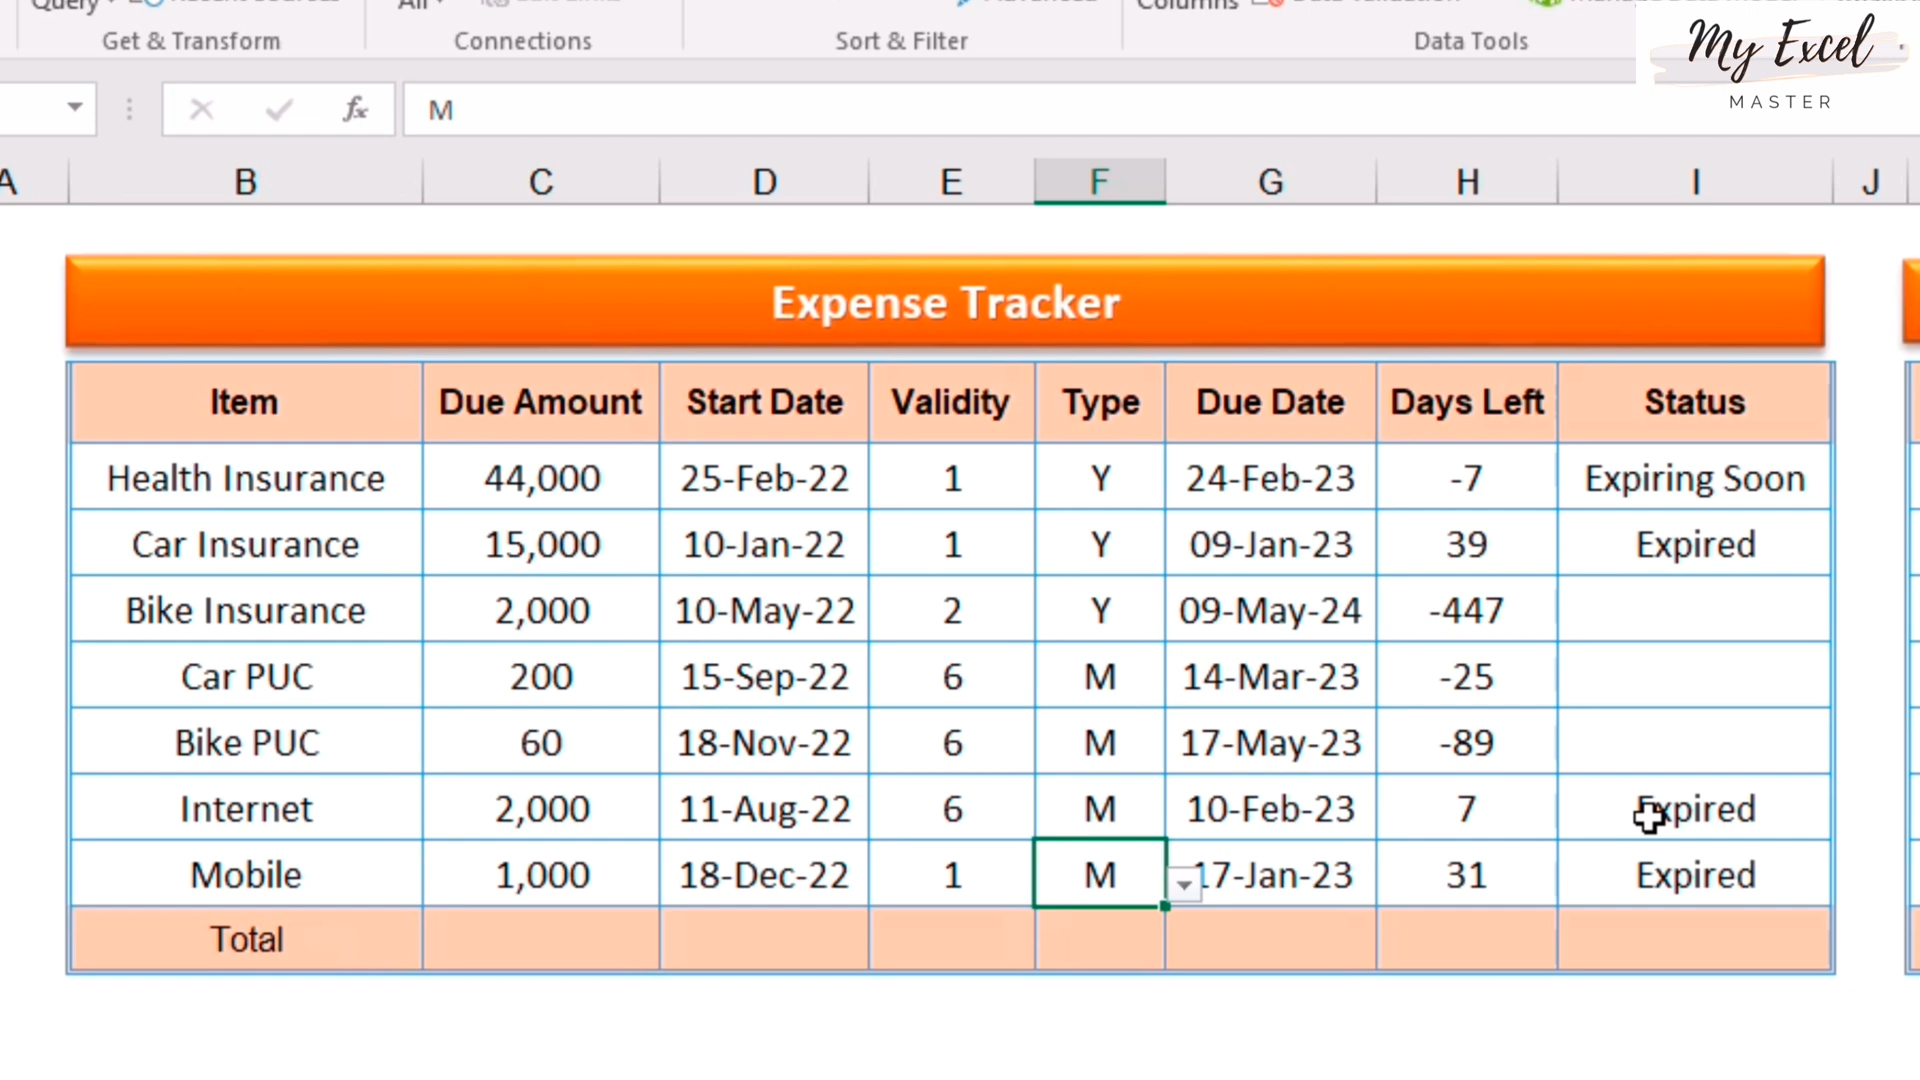 Query
All
Columns
Get & Transform
Connections
Sort & Filter
Data Tools
My Excel
MASTER
fx
M
A B C D E F G H I J
Expense Tracker
Item Due Amount Start Date Validity Type Due Date Days Left Status
Health Insurance 44,000 25-Feb-22 1 Y 24-Feb-23 -7 Expiring Soon
Car Insurance 15,000 10-Jan-22 1 Y 09-Jan-23 39 Expired
Bike Insurance 2,000 10-May-22 2 Y 09-May-24 -447
Car PUC 200 15-Sep-22 6 M 14-Mar-23 -25
Bike PUC 60 18-Nov-22 6 M 17-May-23 -89
Internet 2,000 11-Aug-22 6 M 10-Feb-23 7 Expired
Mobile 1,000 18-Dec-22 1 M 17-Jan-23 31 Expired
Total